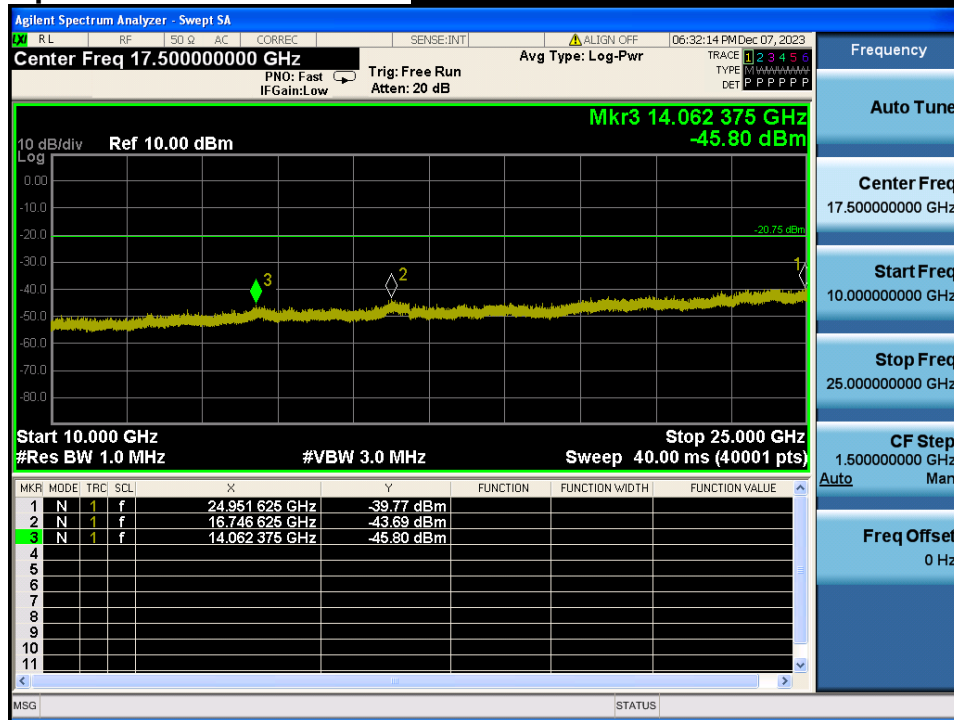 Agilent Spectrum Analyzer - Swept SA
LXI RL RF 50 Ω AC CORREC SENSE:INT ALIGN OFF 06:32:14 PM Dec 07, 2023
Center Freq 17.500000000 GHz
PNO: Fast
IFGain:Low
Trig: Free Run
Atten: 20 dB
Avg Type: Log-Pwr
TRACE 1 2 3 4 5 6
TYPE M WWWWW
DET P P P P P P
Mkr3 14.062 375 GHz
-45.80 dBm
10 dB/div Ref 10.00 dBm
Log
0.00
-10.0
-20.0
-20.75 dBm
-30.0
-40.0
-50.0
-60.0
-70.0
-80.0
3
2
1
Start 10.000 GHz Stop 25.000 GHz
#Res BW 1.0 MHz #VBW 3.0 MHz Sweep 40.00 ms (40001 pts)
MKR MODE TRC SCL X Y FUNCTION FUNCTION WIDTH FUNCTION VALUE
1 N 1 f 24.951 625 GHz -39.77 dBm
2 N 1 f 16.746 625 GHz -43.69 dBm
3 N 1 f 14.062 375 GHz -45.80 dBm
4
5
6
7
8
9
10
11
MSG STATUS
Frequency
Auto Tune
Center Freq
17.500000000 GHz
Start Freq
10.000000000 GHz
Stop Freq
25.000000000 GHz
CF Step
1.500000000 GHz
Auto Man
Freq Offset
0 Hz